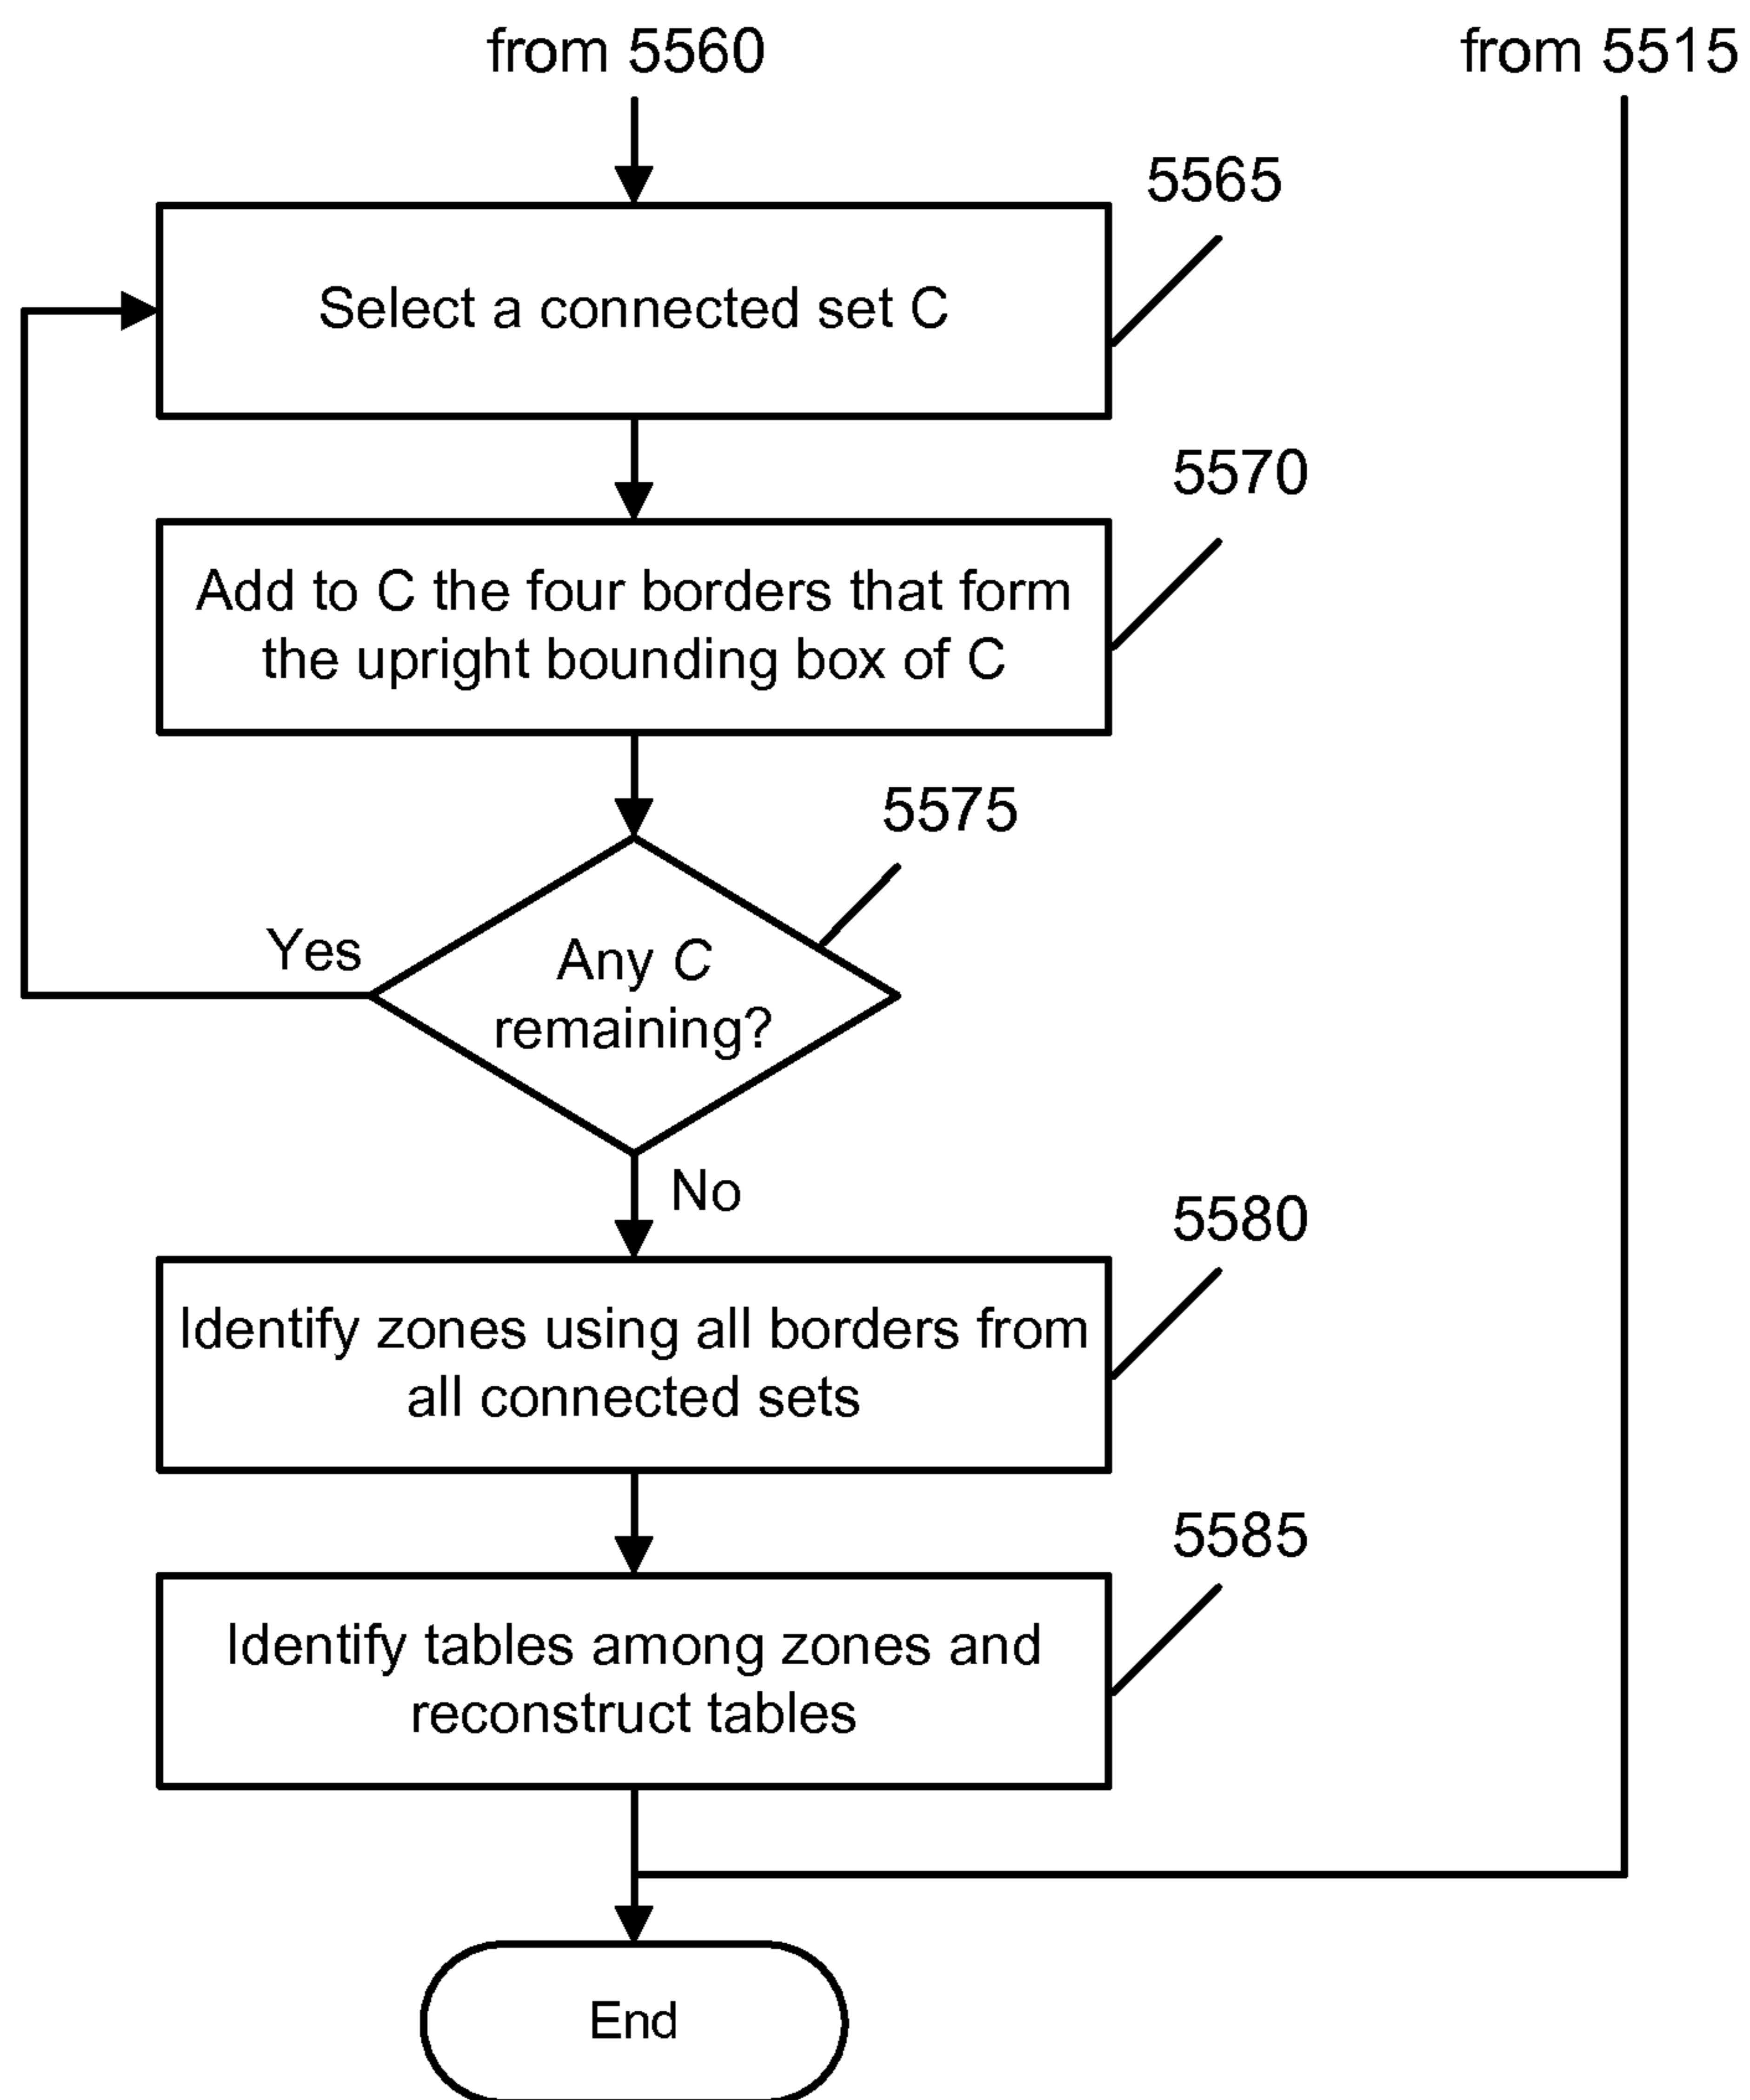 from 5560
from 5515
5565
Select a connected set C
5570
Add to C the four borders that form
the upright bounding box of C
5575
Yes
Any C
remaining?
No
5580
Identify zones using all borders from
all connected sets
5585
Identify tables among zones and
reconstruct tables
End